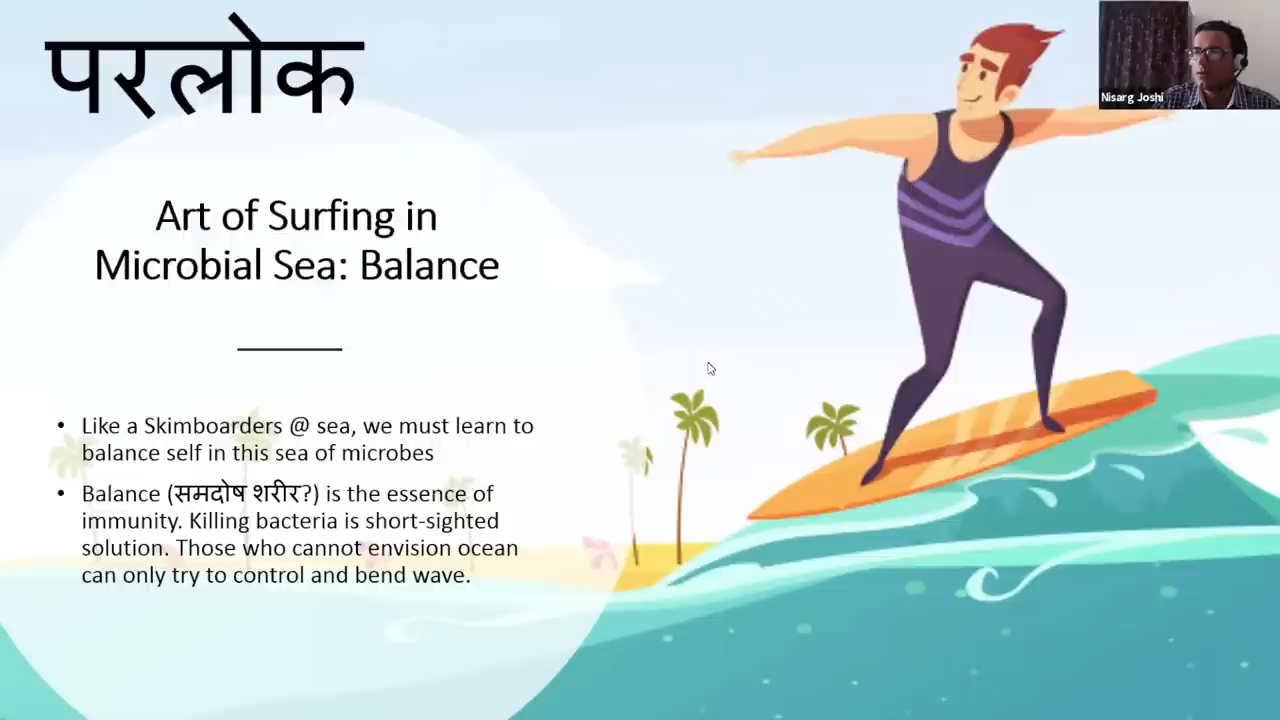 परलोक
Nisarg Joshi
Art of Surfing in
Microbial Sea: Balance
• Like a Skimboarders @ sea, we must learn to
balance self in this sea of microbes
• Balance (समदोष शरीर?) is the essence of
immunity. Killing bacteria is short-sighted
solution. Those who cannot envision ocean
can only try to control and bend wave.